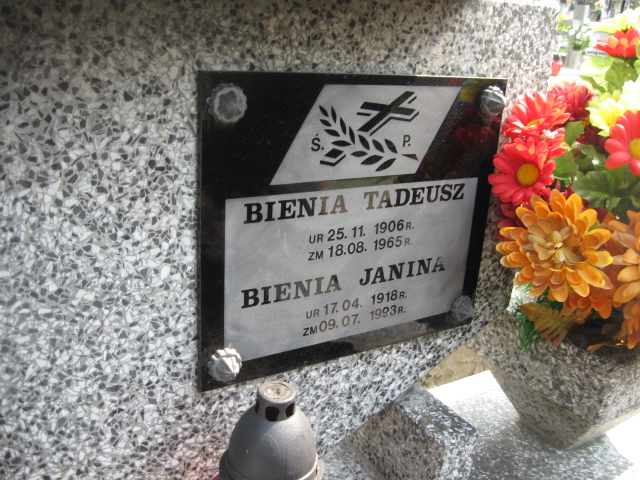 Ś. P.
BIENIA TADEUSZ
UR 25. 11. 1906 R.
ZM 18.08. 1965 R.
BIENIA JANINA
UR 17. 04. 1918 R.
ZM 09. 07. 1993 R.